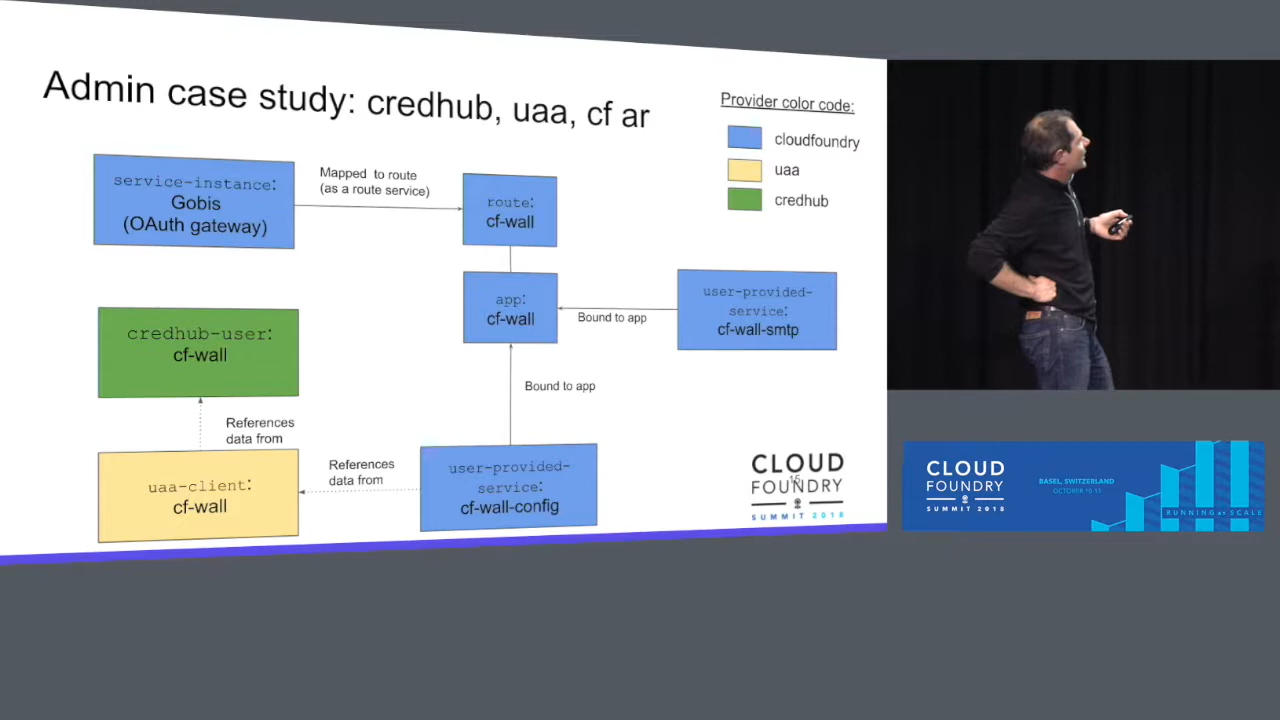 Admin case study: credhub, uaa, cf ar
Provider color code:
cloudfoundry
uaa
credhub
service-instance:
Gobis
(OAuth gateway)
Mapped to route
(as a route service)
route:
cf-wall
app:
cf-wall
Bound to app
user-provided-
service:
cf-wall-smtp
credhub-user:
cf-wall
Bound to app
References
data from
uaa-client:
cf-wall
References
data from
user-provided-
service:
cf-wall-config
CLOUD
FOUNDRY
SUMMIT 2018
CLOUD
FOUNDRY
SUMMIT 2018
BASEL, SWITZERLAND
OCTOBER 10-11
RUNNING AT SCALE